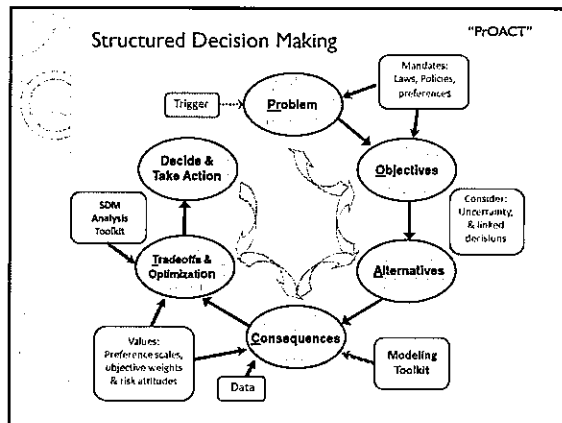 Structured Decision Making
"PrOACT"
Mandates:
Laws, Policies,
preferences
Trigger
Problem
Decide &
Take Action
Objectives
SDM
Analysis
Toolkit
Consider:
Uncertainty,
& linked
decisions
Tradeoffs &
Optimization
Alternatives
Values:
Preference scales,
objective weights
& risk attitudes
Consequences
Modeling
Toolkit
Data